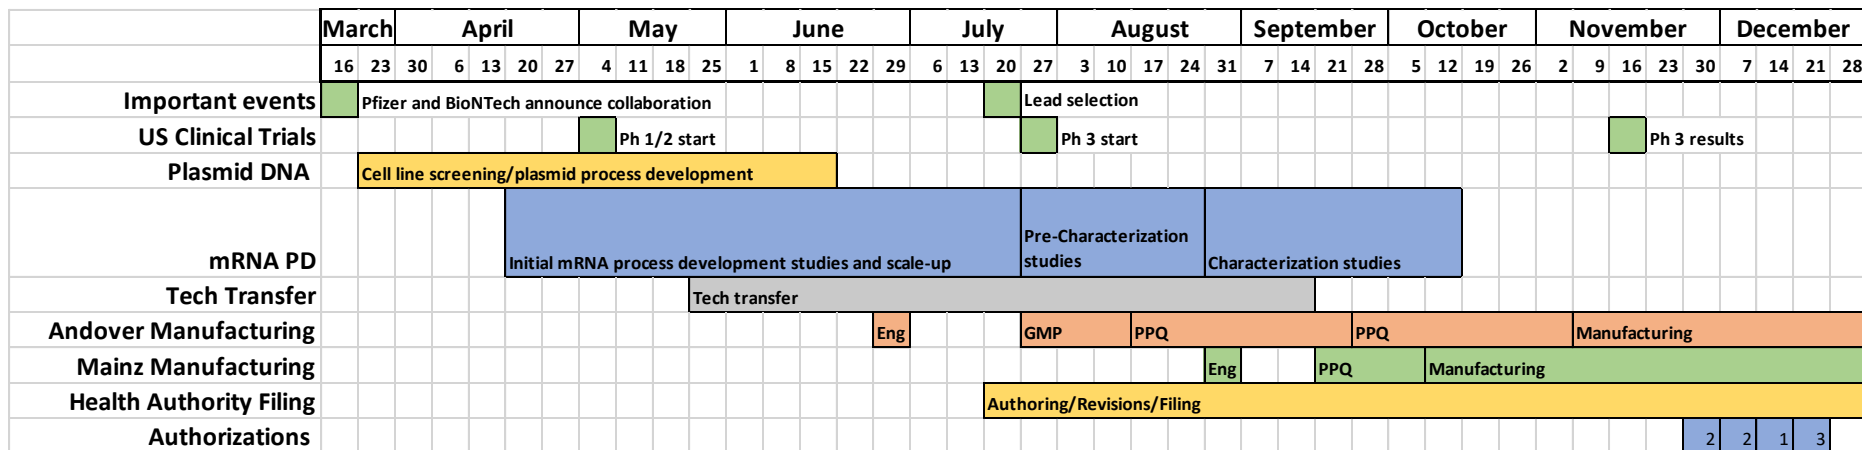 March April May June July August September October November December
16 23 30 6 13 20 27 4 11 18 25 1 8 15 22 29 6 13 20 27 3 10 17 24 31 7 14 21 28 5 12 19 26 2 9 16 23 30 7 14 21 28
Important events Pfizer and BioNTech announce collaboration Lead selection
US Clinical Trials Ph 1/2 start Ph 3 start Ph 3 results
Plasmid DNA Cell line screening/plasmid process development
Pre-Characterization
mRNA PD Initial mRNA process development studies and scale-up studies Characterization studies
Tech Transfer Tech transfer
Andover Manufacturing Eng GMP PPQ PPQ Manufacturing
Mainz Manufacturing Eng PPQ Manufacturing
Health Authority Filing Authoring/Revisions/Filing
Authorizations 2 2 1 3